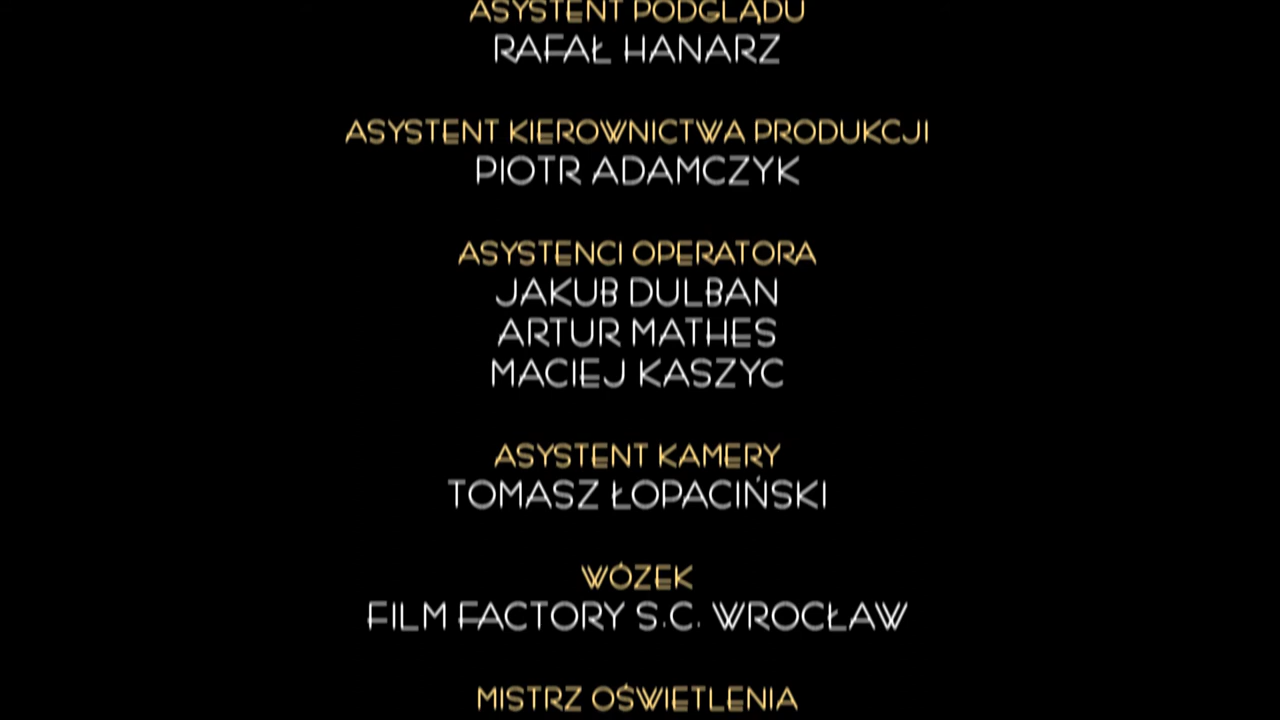 ASYSTENT PODGLĄDU
RAFAŁ HANARZ
ASYSTENT KIEROWNICTWA PRODUKCJI
PIOTR ADAMCZYK
ASYSTENCI OPERATORA
JAKUB DULBAN
ARTUR MATHES
MACIEJ KASZYC
ASYSTENT KAMERY
TOMASZ ŁOPACIŃSKI
WÓZEK
FILM FACTORY S.C. WROCŁAW
MISTRZ OŚWIETLENIA